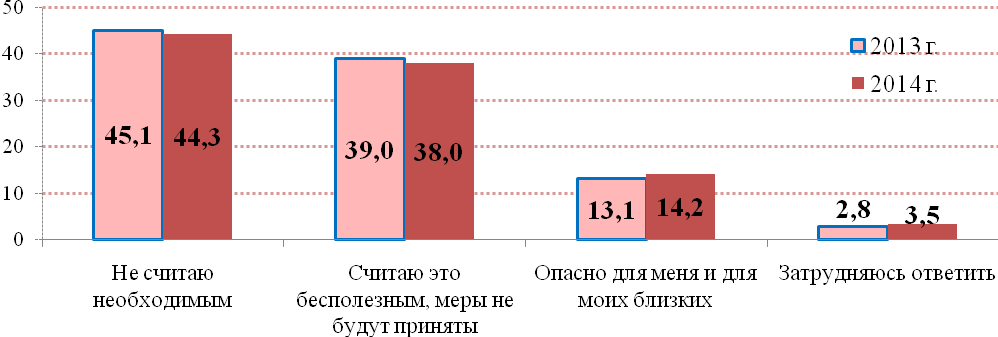 50
40
30
20
10
0
2013 г.
2014 г.
45,1
44,3
39,0
38,0
13,1
14,2
2,8
3,5
Не считаю
необходимым
Считаю это
бесполезным, меры не
будут приняты
Опасно для меня и для
моих близких
Затрудняюсь ответить